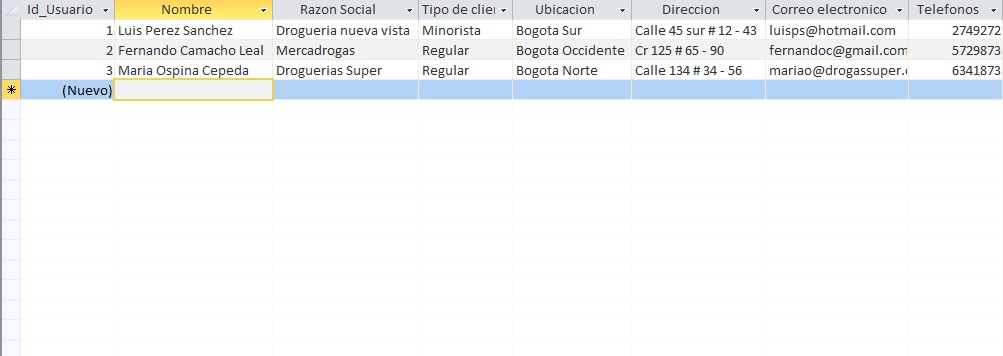 Id_Usuario Nombre Razon Social Tipo de clie Ubicacion Direccion Correo electronico Telefonos
1 Luis Perez Sanchez Drogueria nueva vista Minorista Bogota Sur Calle 45 sur # 12 - 43 luisps@hotmail.com 2749272
2 Fernando Camacho Leal Mercadrogas Regular Bogota Occidente Cr 125 # 65 - 90 fernandoc@gmail.com 5729873
3 Maria Ospina Cepeda Droguerias Super Regular Bogota Norte Calle 134 # 34 - 56 mariao@drogassuper. 6341873
(Nuevo)